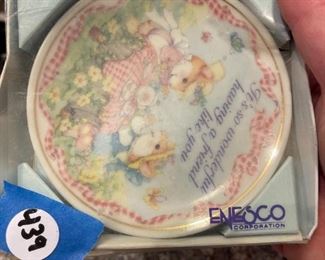 It's so wonderful
having a friend
like you
ENESCO
CORPORATION
439